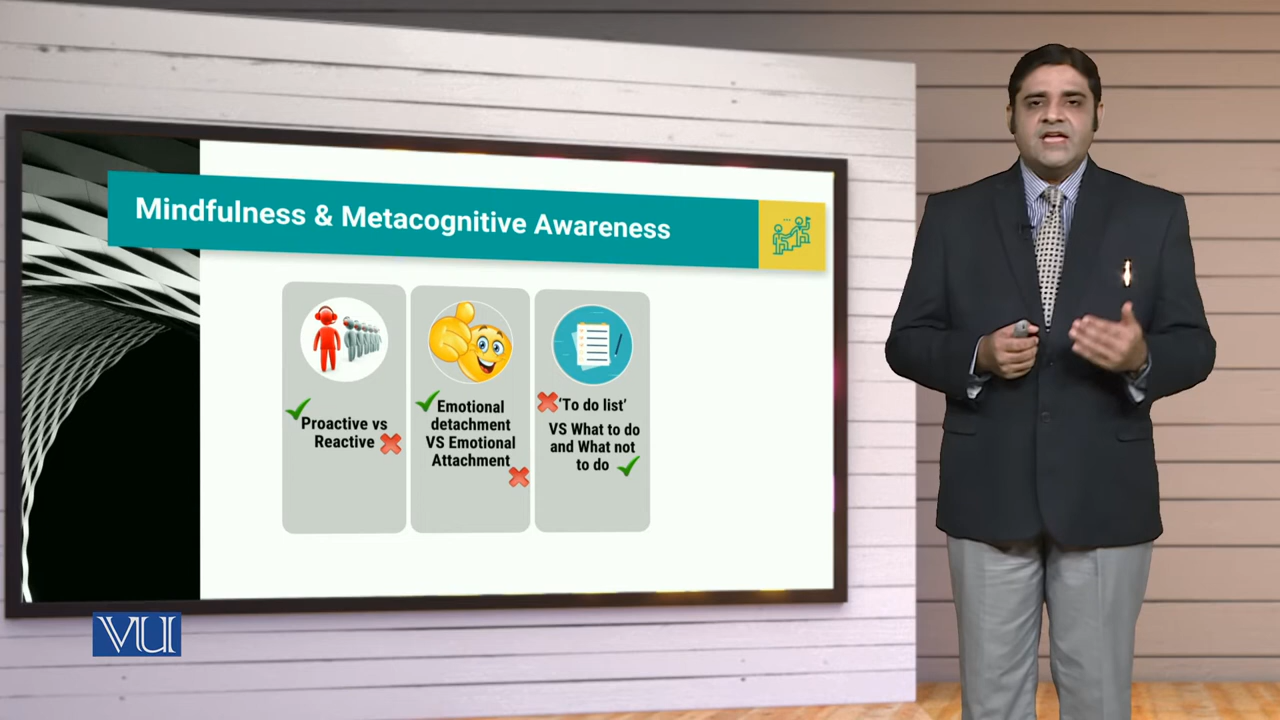 Mindfulness & Metacognitive Awareness
Proactive vs
Reactive
Emotional
detachment
VS Emotional
Attachment
'To do list'
VS What to do
and What not
to do
VU